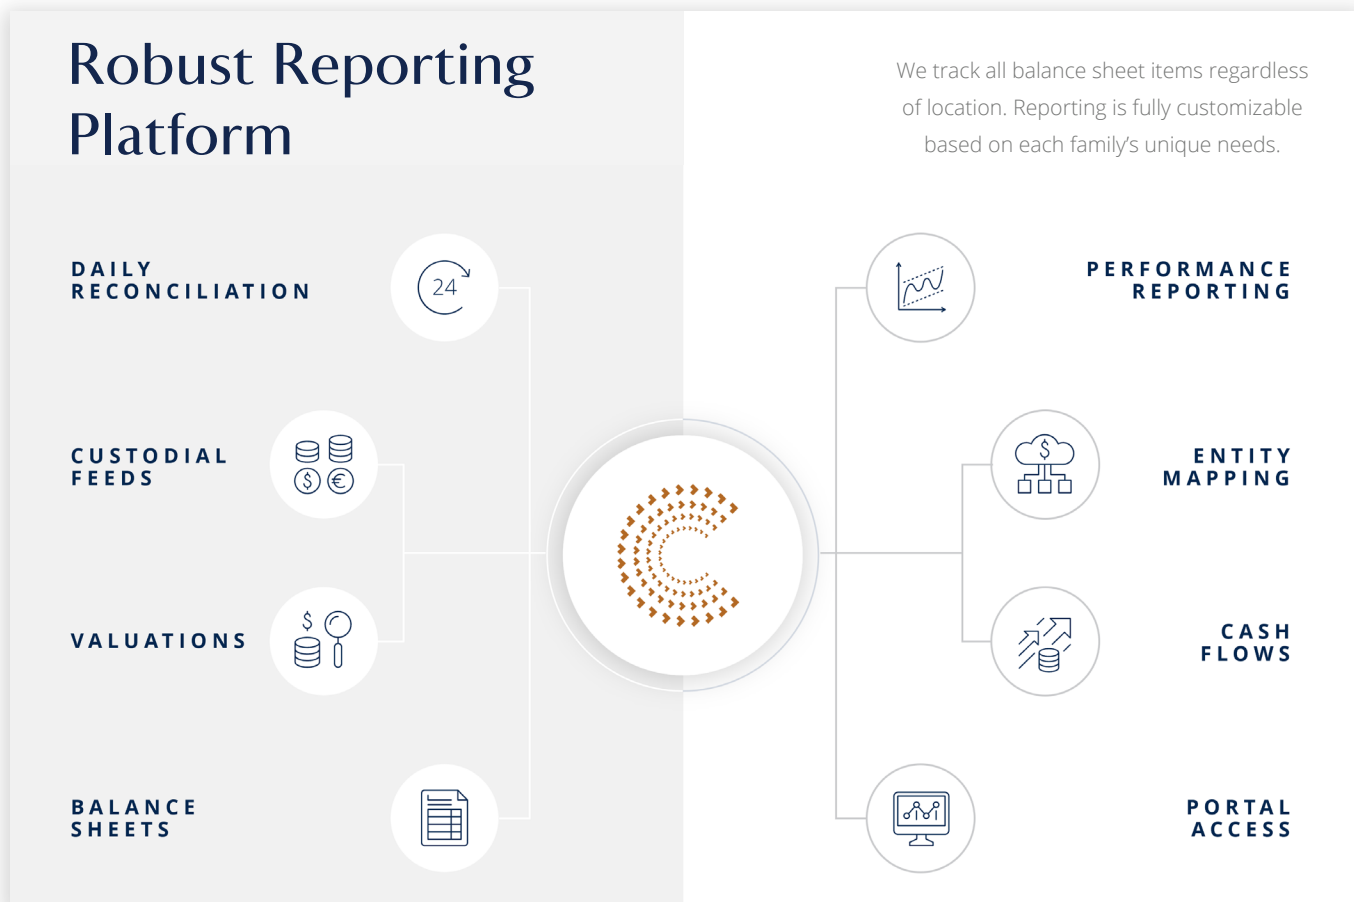 Robust Reporting
Platform
We track all balance sheet items regardless
of location. Reporting is fully customizable
based on each family’s unique needs.
DAILY
RECONCILIATION
24
PERFORMANCE
REPORTING
CUSTODIAL
FEEDS
$ €
$
ENTITY
MAPPING
VALUATIONS
$
CASH
FLOWS
BALANCE
SHEETS
PORTAL
ACCESS